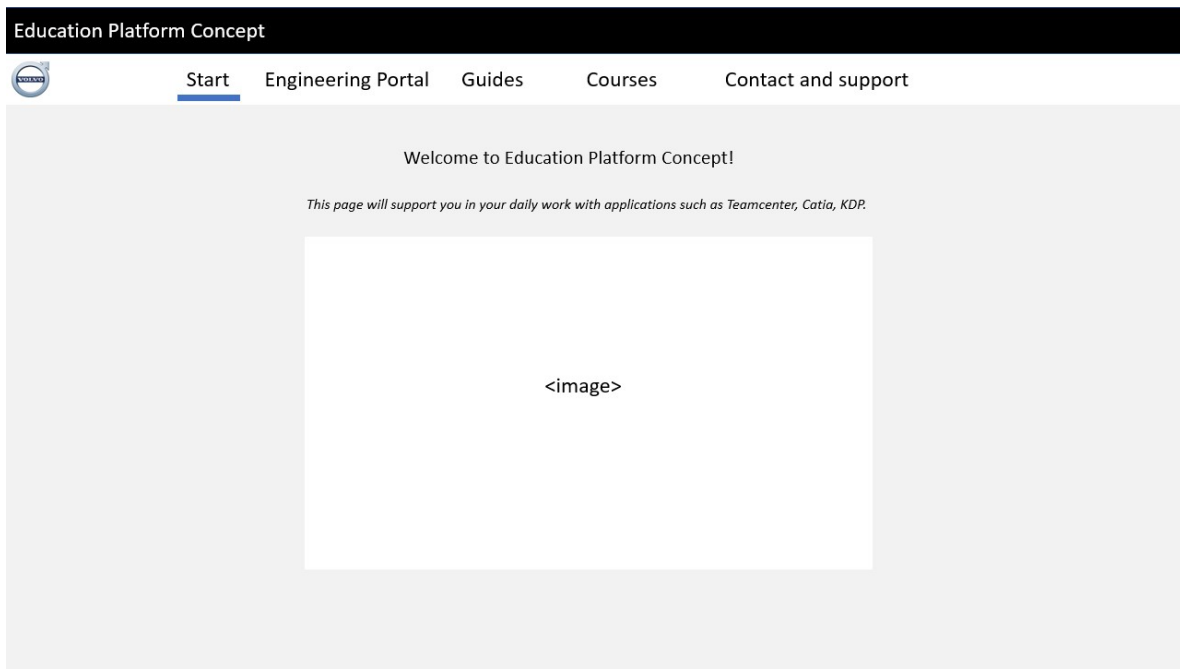 Education Platform Concept
VOLVO
Start Engineering Portal Guides Courses Contact and support
Welcome to Education Platform Concept!
This page will support you in your daily work with applications such as Teamcenter, Catia, KDP.
<image>